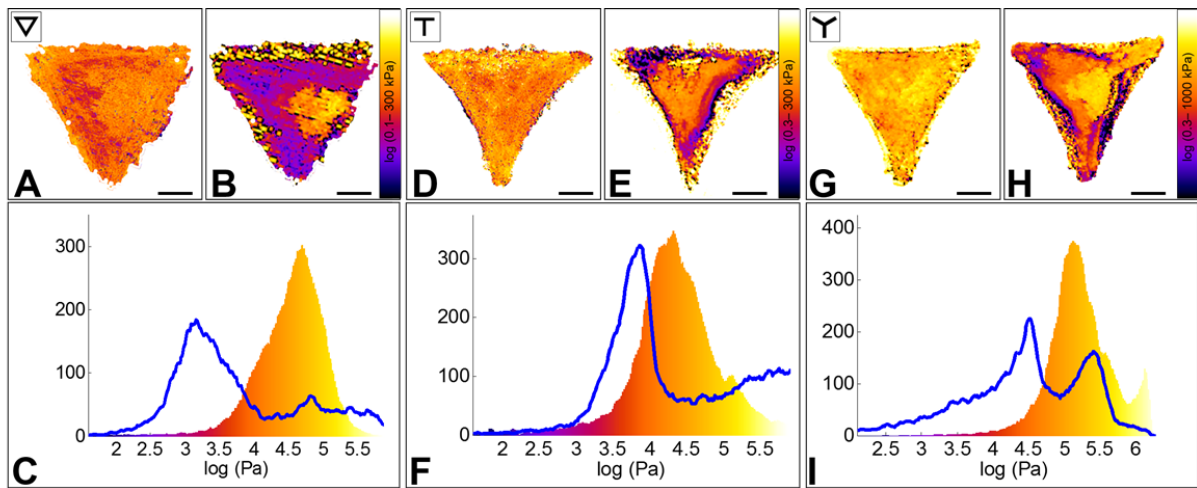 A
B
log (0.1– 300 kPa)
D
E
log (0.3– 300 kPa)
G
H
log (0.3– 1000 kPa)
300
200
100
0
2 2.5 3 3.5 4 4.5 5 5.5
log (Pa)
C
300
200
100
0
2 2.5 3 3.5 4 4.5 5 5.5
log (Pa)
F
400
300
200
100
0
2.5 3 3.5 4 4.5 5 5.5 6
log (Pa)
I